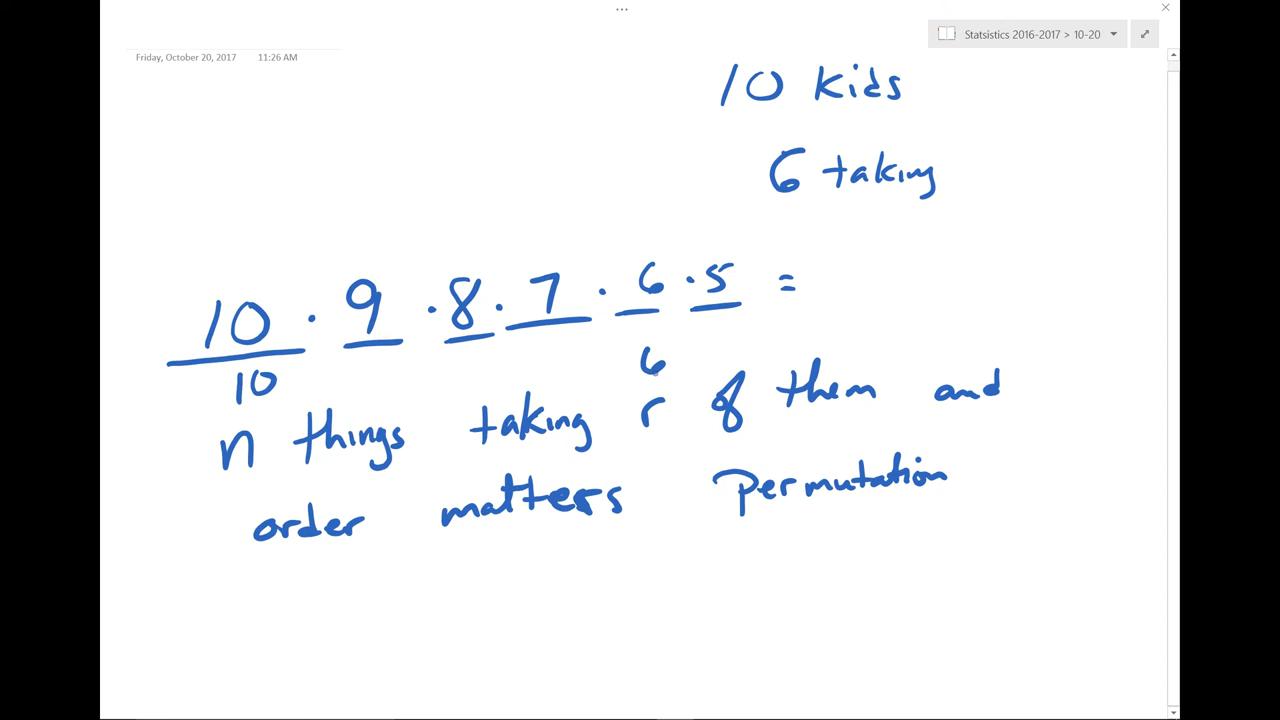 Statsistics 2016-2017 > 10-20
Friday, October 20, 2017 11:26 AM
10 kids
6 taking
10 · 9 · 8 · 7 · 6 · 5 =
10 6
n things taking r of them and
order matters permutation